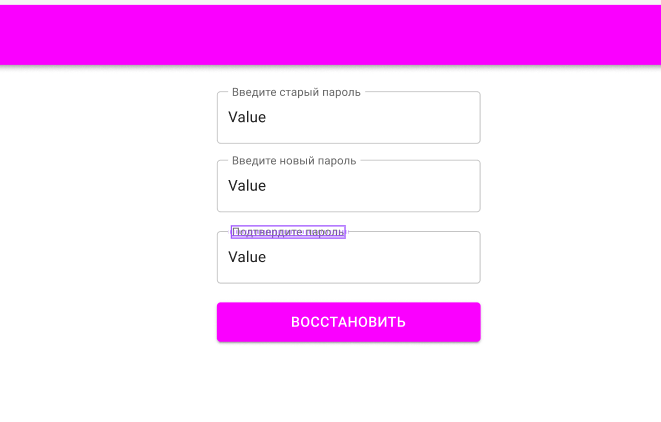 Введите старый пароль
Value
Введите новый пароль
Value
Подтвердите пароль
Value
ВОССТАНОВИТЬ